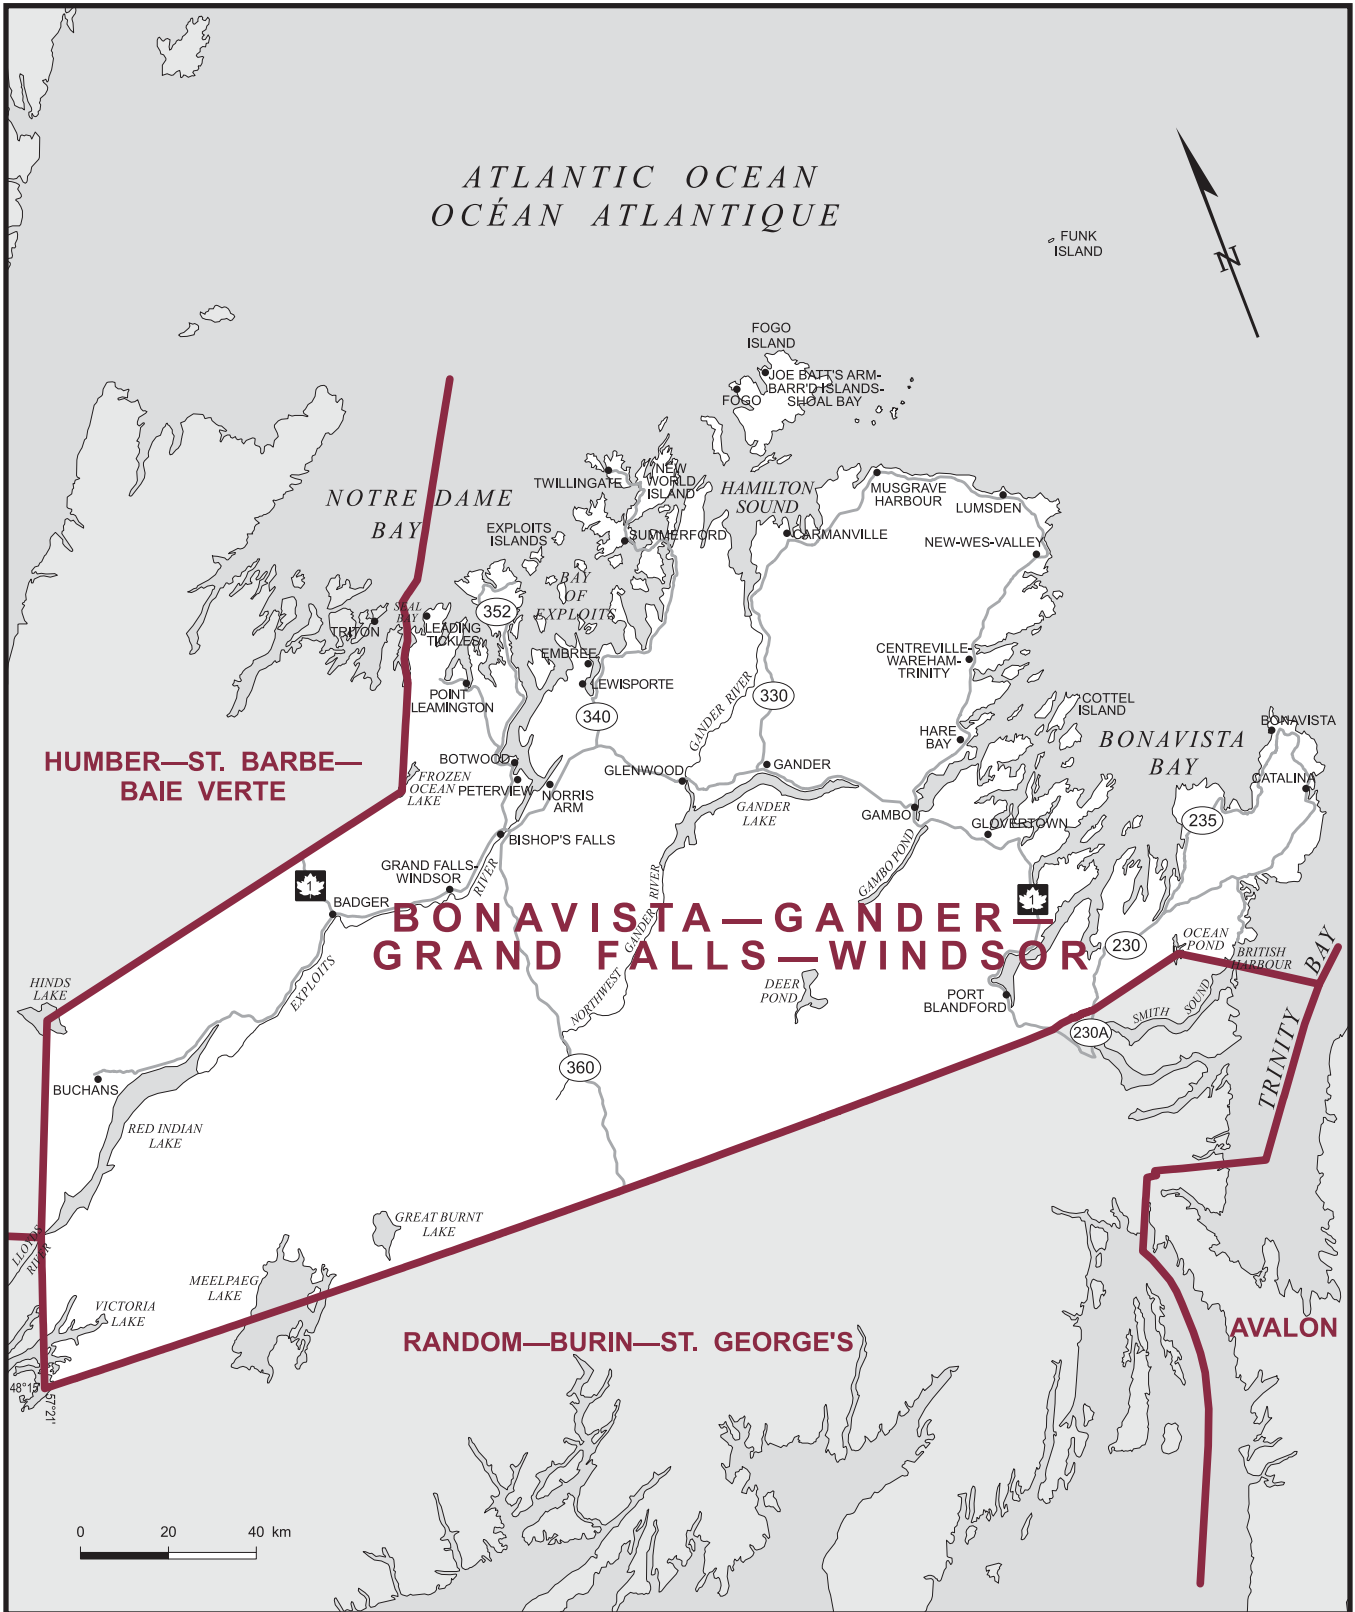 ATLANTIC OCEAN
OCÉAN ATLANTIQUE
N
FUNK
ISLAND
FOGO
ISLAND
JOE BATT'S ARM-
BARR'D ISLANDS-
SHOAL BAY
FOGO
NOTRE DAME
BAY
TWILLINGATE
NEW
WORLD
ISLAND
HAMILTON
SOUND
MUSGRAVE
HARBOUR
LUMSDEN
EXPLOITS
ISLANDS
SUMMERFORD
CARMANVILLE
NEW-WES-VALLEY
BAY
OF
EXPLOITS
352
SEAL
BAY
TRITON
LEADING
TICKLES
EMBREE
LEWISPORTE
CENTREVILLE-
WAREHAM-
TRINITY
POINT
LEAMINGTON
340
GANDER RIVER
330
COTTEL
ISLAND
HARE
BAY
BONAVISTA
BAY
BONAVISTA
CATALINA
HUMBER—ST. BARBE—
BAIE VERTE
BOTWOOD
FROZEN
OCEAN
LAKE
PETERVIEW
NORRIS
ARM
GLENWOOD
GANDER
GANDER
LAKE
GAMBO
GLOVERTOWN
235
BISHOP'S FALLS
GRAND FALLS-
WINDSOR
RIVER
GAMBO POND
1
BADGER
1
BONAVISTA—GANDER—
GRAND FALLS—WINDSOR
NORTHWEST GANDER RIVER
230
OCEAN
POND
BRITISH
HARBOUR
TRINITY BAY
HINDS
LAKE
EXPLOITS
DEER
POND
PORT
BLANDFORD
SMITH SOUND
230A
360
BUCHANS
RED INDIAN
LAKE
GREAT BURNT
LAKE
LLOYDS
RIVER
MEELPAEG
LAKE
VICTORIA
LAKE
RANDOM—BURIN—ST. GEORGE'S
AVALON
48°15'
57°21'
0 20 40 km